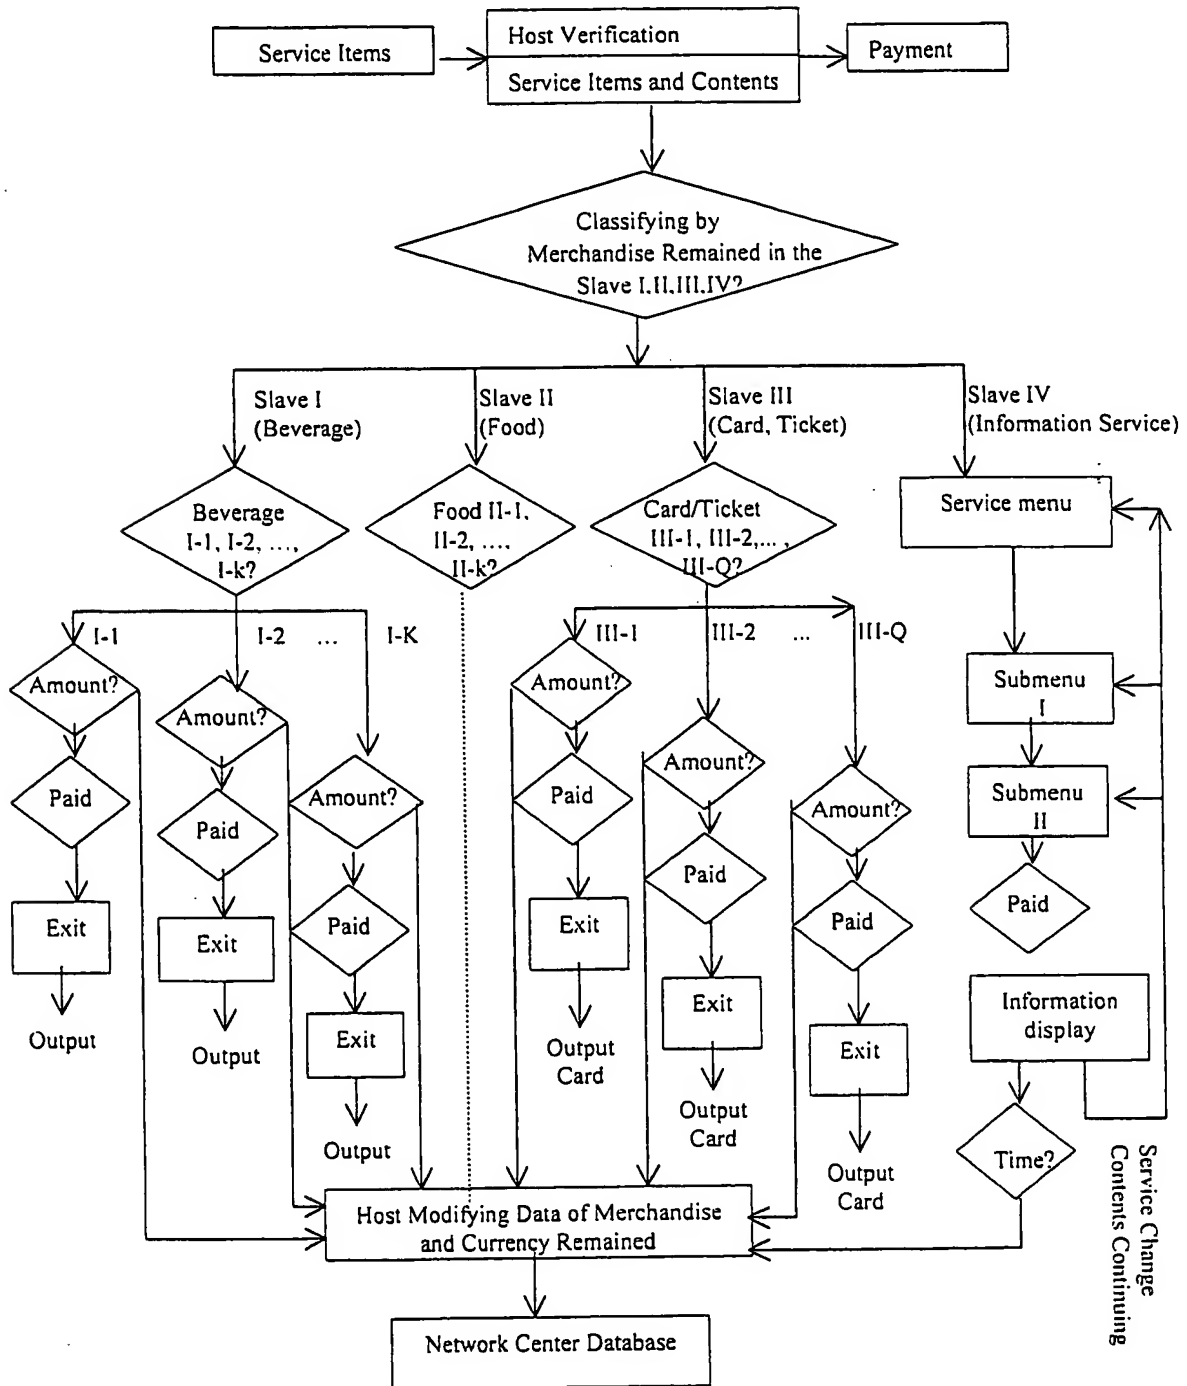 Service Items
Host Verification
Service Items and Contents
Payment
Classifying by
Merchandise Remained in the
Slave I.II.III.IV?
Slave I
(Beverage)
Slave II
(Food)
Slave III
(Card, Ticket)
Slave IV
(Information Service)
Beverage
I-1, I-2, ...,
I-k?
Food II-1,
II-2, ...,
II-k?
Card/Ticket
III-1, III-2,... ,
III-Q?
Service menu
I-1
I-2
...
I-K
III-1
III-2
...
III-Q
Amount?
Amount?
Amount?
Amount?
Amount?
Amount?
Submenu
I
Submenu
II
Paid
Paid
Paid
Paid
Paid
Paid
Paid
Exit
Exit
Exit
Exit
Exit
Exit
Information
display
Output
Output
Output
Output
Card
Output
Card
Output
Card
Time?
Service Change
Contents Continuing
Host Modifying Data of Merchandise
and Currency Remained
Network Center Database